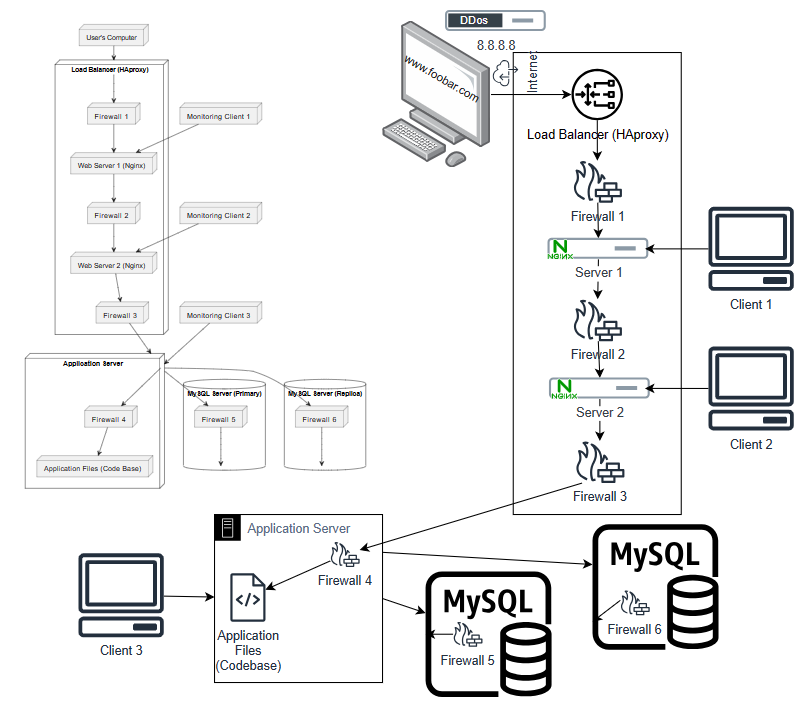 User's Computer
Load Balancer (HAproxy)
Firewall 1
Monitoring Client 1
Web Server 1 (Nginx)
Firewall 2
Monitoring Client 2
Web Server 2 (Nginx)
Firewall 3
Monitoring Client 3
Application Server
MySQL Server (Primary)
MySQL Server (Replica)
Firewall 4
Firewall 5
Firewall 6
Application Files (Code Base)
DDos
8.8.8.8
Internet
www.foobar.com
Load Balancer (HAproxy)
Firewall 1
N
NGINX
Server 1
Client 1
Firewall 2
N
NGINX
Server 2
Client 2
Firewall 3
Application Server
Firewall 4
</>
Application
Files
(Codebase)
Client 3
MySQL
Firewall 5
MySQL
Firewall 6